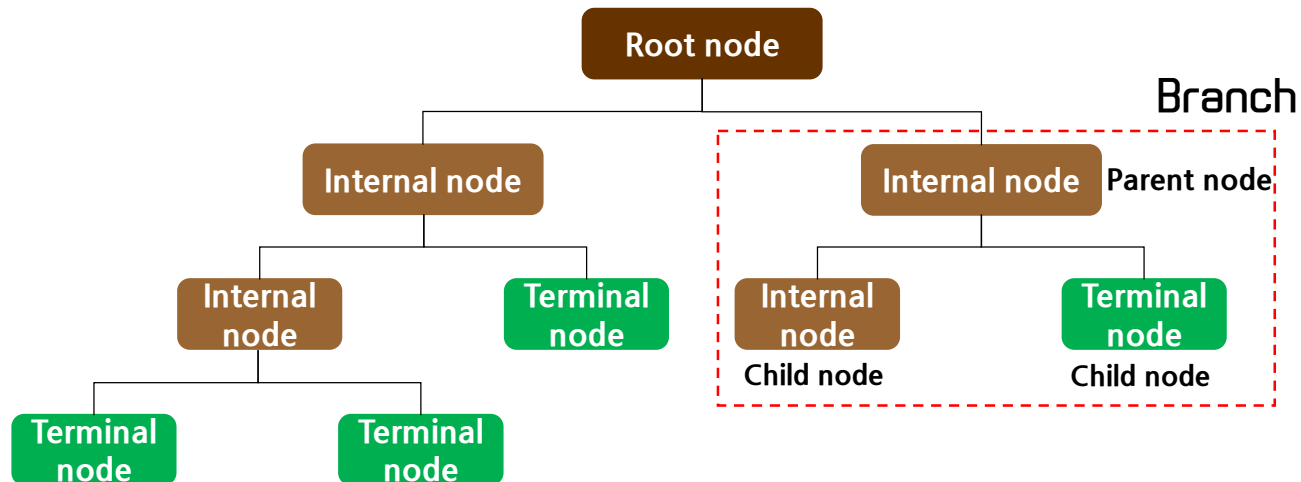 Root node
Branch
Internal node
Internal node
Parent node
Internal
node
Terminal
node
Internal
node
Terminal
node
Child node
Child node
Terminal
node
Terminal
node